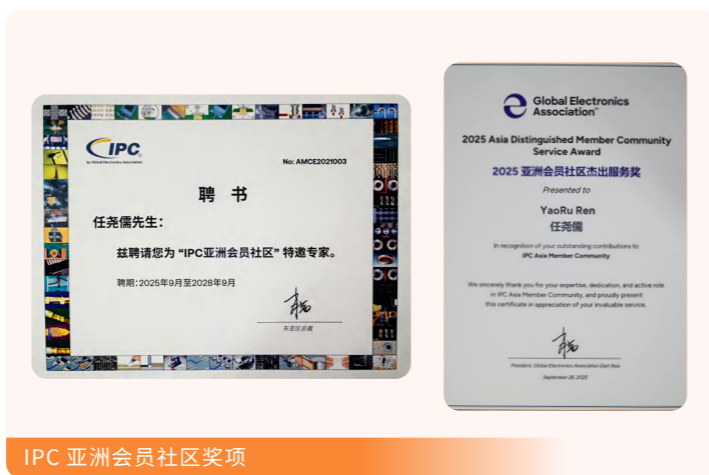 IPC
by Global Electronics Association
No: AMCE2021003
聘 书
任尧儒先生：
兹聘请您为 “IPC亚洲会员社区” 特邀专家。
聘期：2025年9月至2028年9月
东亚区总裁
Global Electronics
Association™
2025 Asia Distinguished Member Community
Service Award
2025 亚洲会员社区杰出服务奖
Presented to
YaoRu Ren
任尧儒
In recognition of your outstanding contributions to
IPC Asia Member Community
We sincerely thank you for your expertise, dedication, and active role
in IPC Asia Member Community, and proudly present
this certificate in appreciation of your invaluable service.
President, Global Electronics Association East Asia
September 26, 2025
IPC 亚洲会员社区奖项